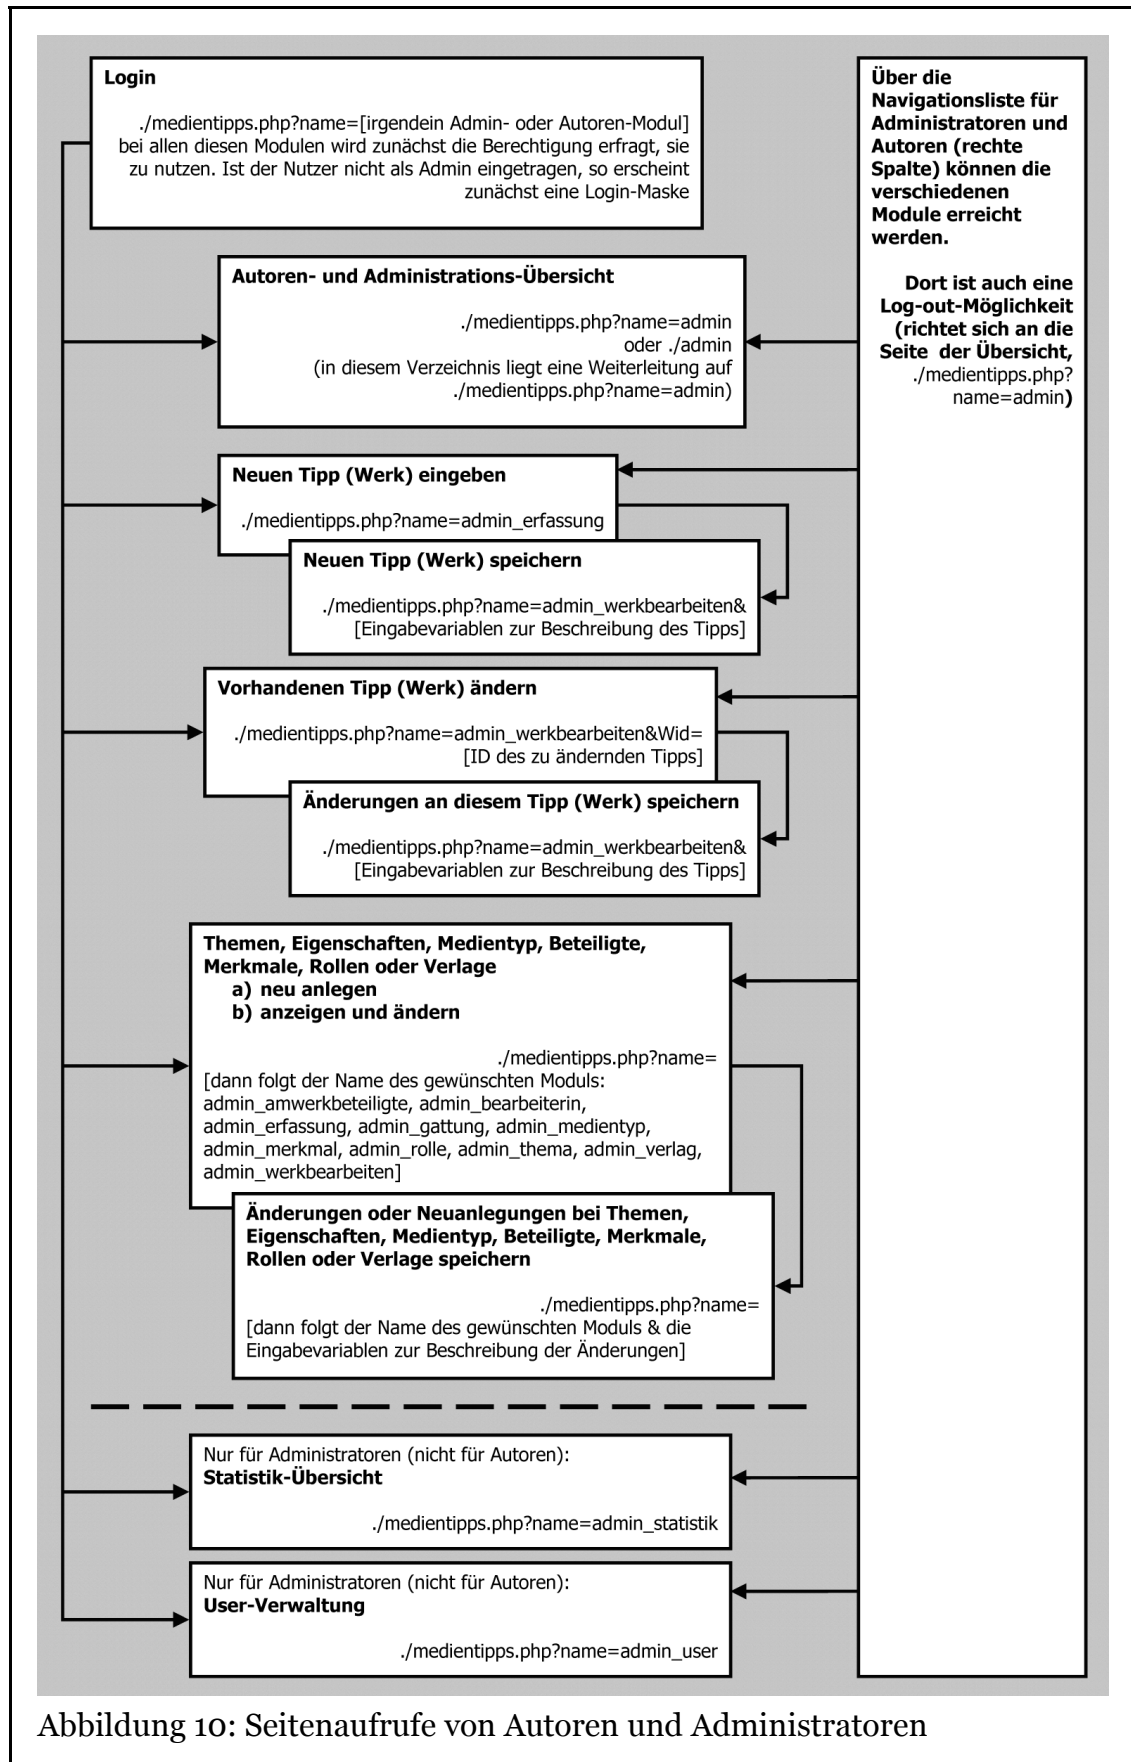 Login
./medientipps.php?name=[irgendein Admin- oder Autoren-Modul]
bei allen diesen Modulen wird zunächst die Berechtigung erfragt, sie
zu nutzen. Ist der Nutzer nicht als Admin eingetragen, so erscheint
zunächst eine Login-Maske
Über die
Navigationsliste für
Administratoren und
Autoren (rechte
Spalte) können die
verschiedenen
Module erreicht
werden.
Dort ist auch eine
Log-out-Möglichkeit
(richtet sich an die
Seite der Übersicht,
./medientipps.php?
name=admin)
Autoren- und Administrations-Übersicht
./medientipps.php?name=admin
oder ./admin
(in diesem Verzeichnis liegt eine Weiterleitung auf
./medientipps.php?name=admin)
Neuen Tipp (Werk) eingeben
./medientipps.php?name=admin_erfassung
Neuen Tipp (Werk) speichern
./medientipps.php?name=admin_werkbearbeiten&
[Eingabevariablen zur Beschreibung des Tipps]
Vorhandenen Tipp (Werk) ändern
./medientipps.php?name=admin_werkbearbeiten&Wid=
[ID des zu ändernden Tipps]
Änderungen an diesem Tipp (Werk) speichern
./medientipps.php?name=admin_werkbearbeiten&
[Eingabevariablen zur Beschreibung des Tipps]
Themen, Eigenschaften, Medientyp, Beteiligte,
Merkmale, Rollen oder Verlage
a) neu anlegen
b) anzeigen und ändern
./medientipps.php?name=
[dann folgt der Name des gewünschten Moduls:
admin_amwerkbeteiligte, admin_bearbeiterin,
admin_erfassung, admin_gattung, admin_medientyp,
admin_merkmal, admin_rolle, admin_thema, admin_verlag,
admin_werkbearbeiten]
Änderungen oder Neuanlegungen bei Themen,
Eigenschaften, Medientyp, Beteiligte, Merkmale,
Rollen oder Verlage speichern
./medientipps.php?name=
[dann folgt der Name des gewünschten Moduls & die
Eingabevariablen zur Beschreibung der Änderungen]
Nur für Administratoren (nicht für Autoren):
Statistik-Übersicht
./medientipps.php?name=admin_statistik
Nur für Administratoren (nicht für Autoren):
User-Verwaltung
./medientipps.php?name=admin_user
Abbildung 10: Seitenaufrufe von Autoren und Administratoren